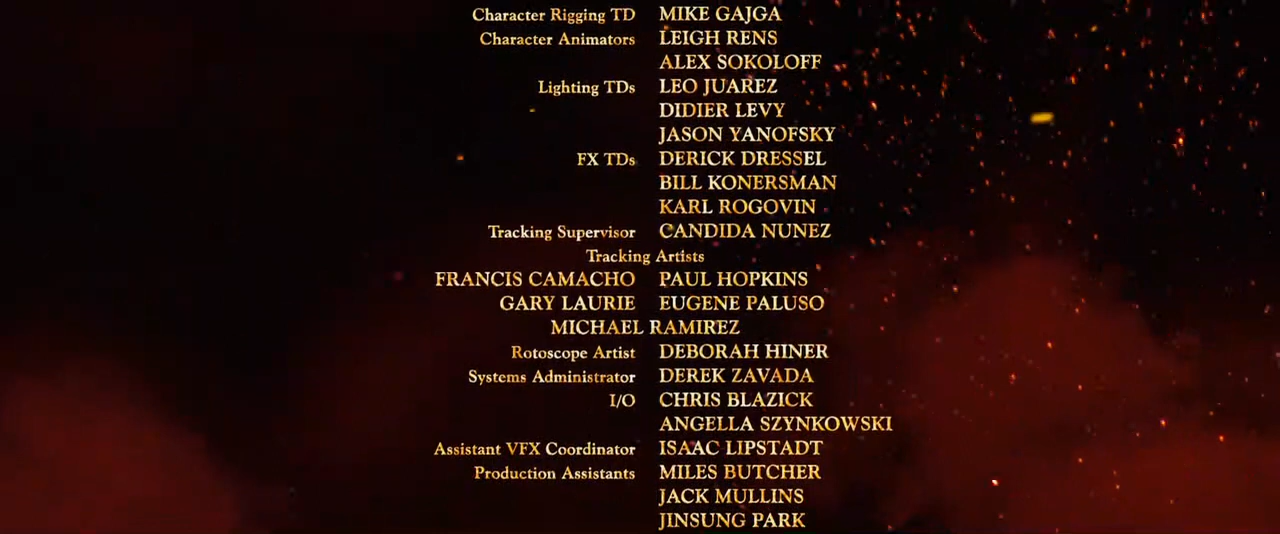 Character Rigging TD MIKE GAJGA
Character Animators LEIGH RENS
ALEX SOKOLOFF
Lighting TDs LEO JUAREZ
DIDIER LEVY
JASON YANOFSKY
FX TDs DERICK DRESSEL
BILL KONERSMAN
KARL ROGOVIN
Tracking Supervisor CANDIDA NUNEZ
Tracking Artists
FRANCIS CAMACHO PAUL HOPKINS
GARY LAURIE EUGENE PALUSO
MICHAEL RAMIREZ
Rotoscope Artist DEBORAH HINER
Systems Administrator DEREK ZAVADA
I/O CHRIS BLAZICK
ANGELLA SZYNKOWSKI
Assistant VFX Coordinator ISAAC LIPSTADT
Production Assistants MILES BUTCHER
JACK MULLINS
JINSUNG PARK